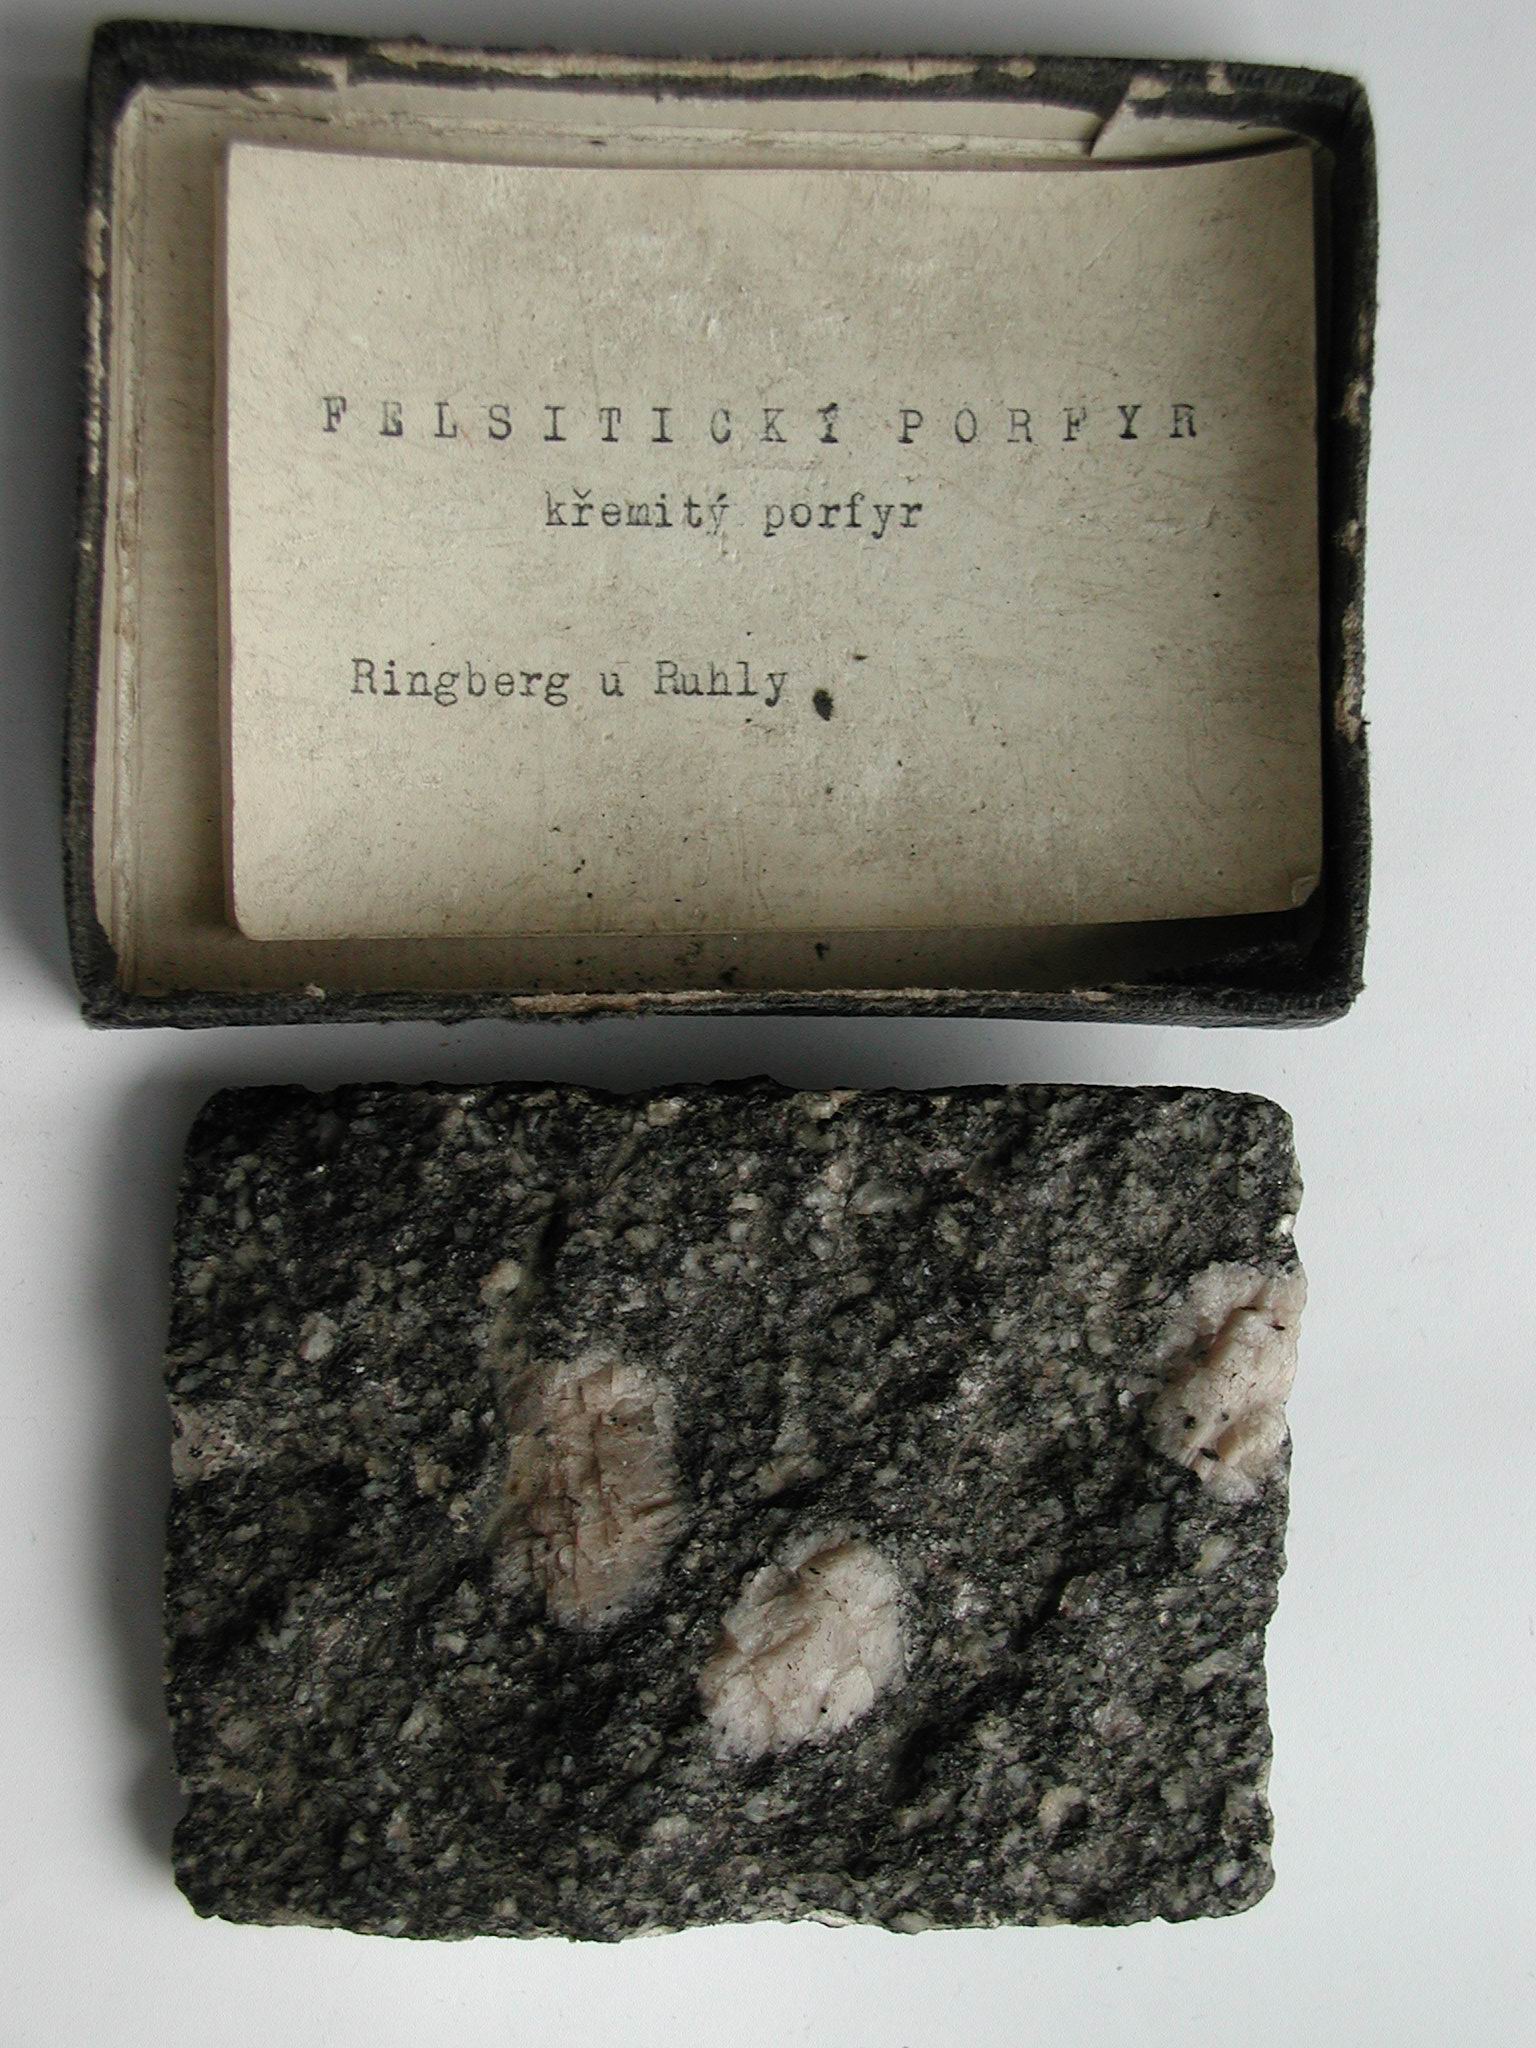 FELSITICKÝ PORFYR
křemitý porfyr
Ringberg u Ruhly